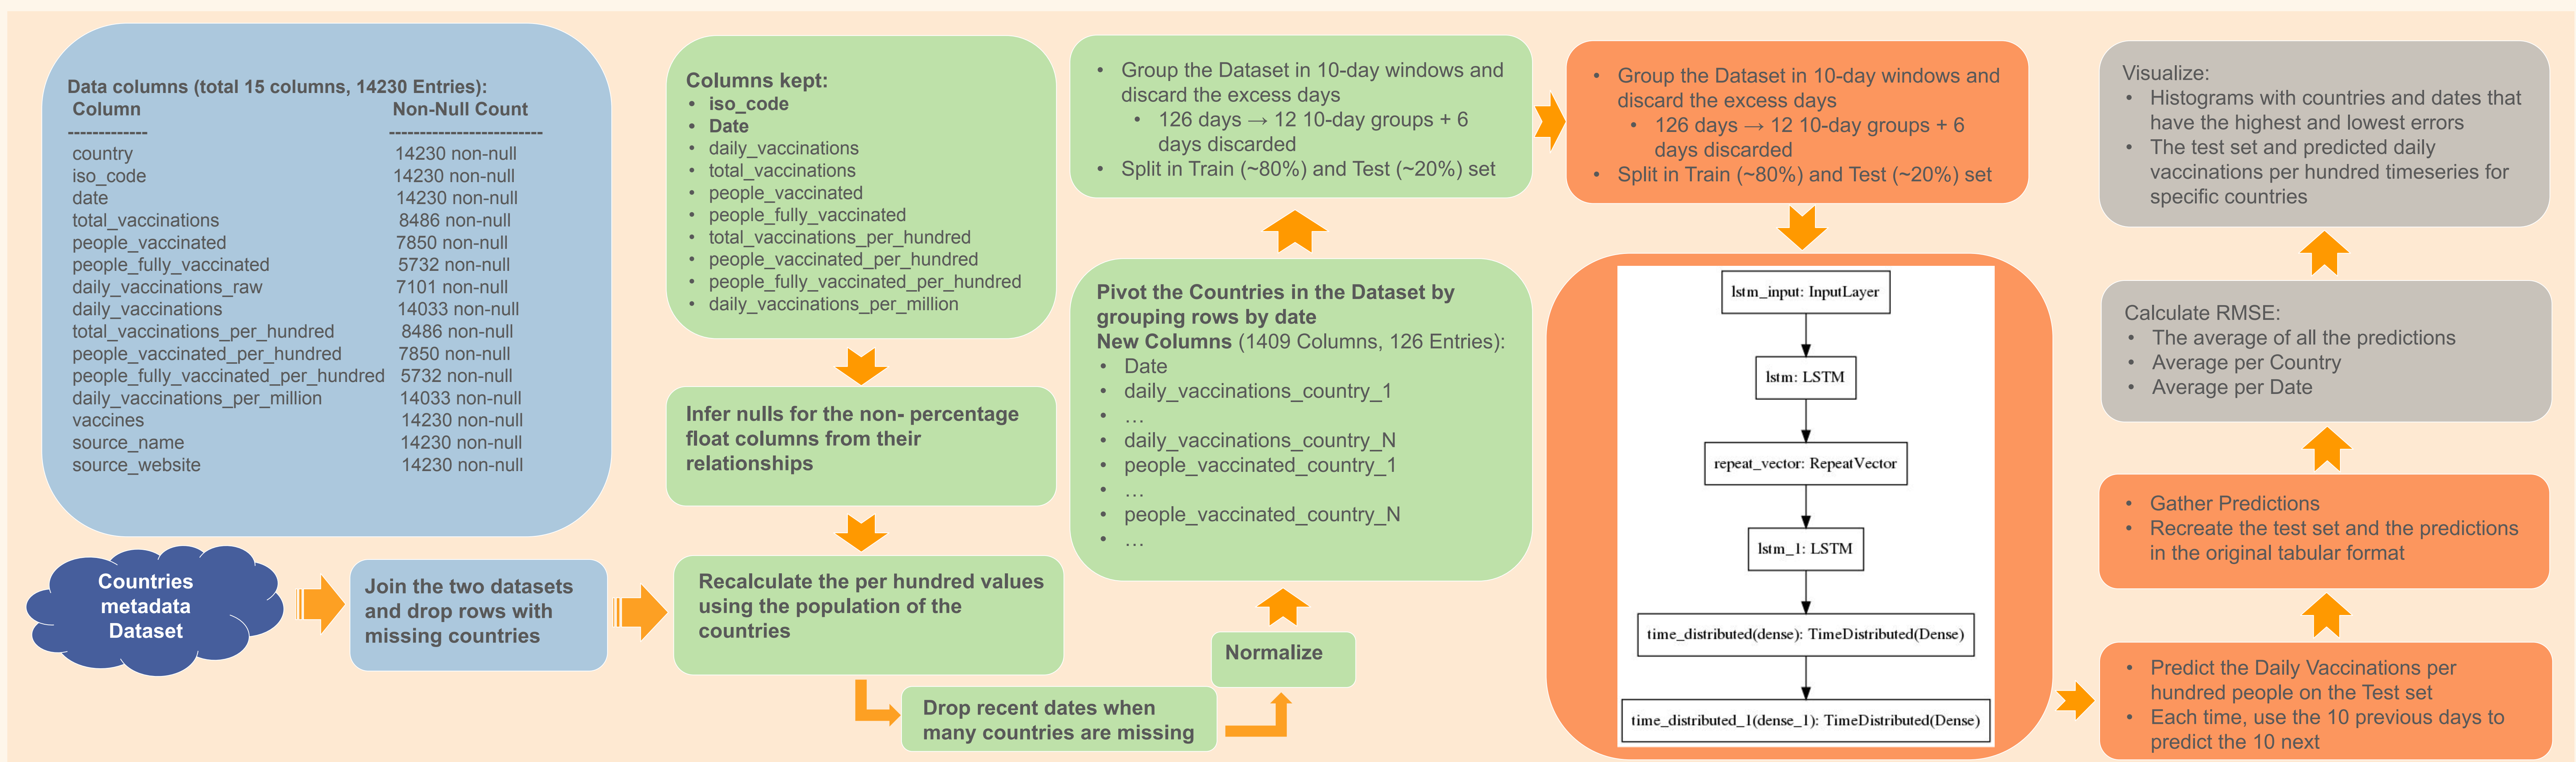 Data columns (total 15 columns, 14230 Entries):
Column Non-Null Count
------------- -------------------------
country 14230 non-null
iso_code 14230 non-null
date 14230 non-null
total_vaccinations 8486 non-null
people_vaccinated 7850 non-null
people_fully_vaccinated 5732 non-null
daily_vaccinations_raw 7101 non-null
daily_vaccinations 14033 non-null
total_vaccinations_per_hundred 8486 non-null
people_vaccinated_per_hundred 7850 non-null
people_fully_vaccinated_per_hundred 5732 non-null
daily_vaccinations_per_million 14033 non-null
vaccines 14230 non-null
source_name 14230 non-null
source_website 14230 non-null
Countries
metadata
Dataset
Join the two datasets
and drop rows with
missing countries
Columns kept:
• iso_code
• Date
• daily_vaccinations
• total_vaccinations
• people_vaccinated
• people_fully_vaccinated
• total_vaccinations_per_hundred
• people_vaccinated_per_hundred
• people_fully_vaccinated_per_hundred
• daily_vaccinations_per_million
Infer nulls for the non- percentage
float columns from their
relationships
Recalculate the per hundred values
using the population of the
countries
Drop recent dates when
many countries are missing
Normalize
Pivot the Countries in the Dataset by
grouping rows by date
New Columns (1409 Columns, 126 Entries):
• Date
• daily_vaccinations_country_1
• …
• daily_vaccinations_country_N
• people_vaccinated_country_1
• …
• people_vaccinated_country_N
• …
• Group the Dataset in 10-day windows and
discard the excess days
• 126 days → 12 10-day groups + 6
days discarded
• Split in Train (~80%) and Test (~20%) set
• Group the Dataset in 10-day windows and
discard the excess days
• 126 days → 12 10-day groups + 6
days discarded
• Split in Train (~80%) and Test (~20%) set
lstm_input: InputLayer
lstm: LSTM
repeat_vector: RepeatVector
lstm_1: LSTM
time_distributed(dense): TimeDistributed(Dense)
time_distributed_1(dense_1): TimeDistributed(Dense)
• Predict the Daily Vaccinations per
hundred people on the Test set
• Each time, use the 10 previous days to
predict the 10 next
• Gather Predictions
• Recreate the test set and the predictions
in the original tabular format
Calculate RMSE:
• The average of all the predictions
• Average per Country
• Average per Date
Visualize:
• Histograms with countries and dates that
have the highest and lowest errors
• The test set and predicted daily
vaccinations per hundred timeseries for
specific countries